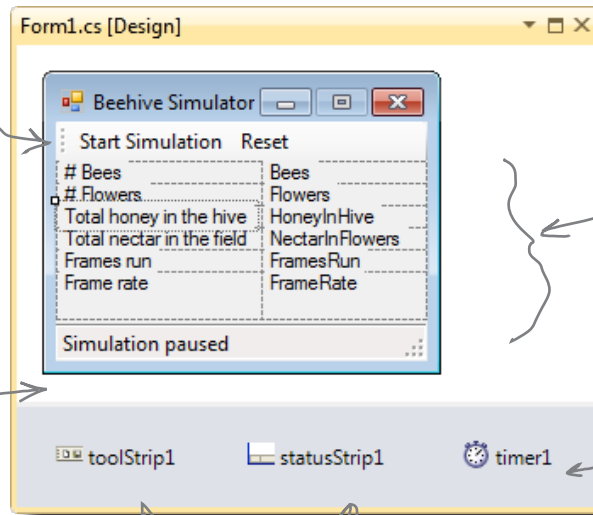 Form1.cs [Design]
Beehive Simulator
Start Simulation Reset
# Bees Bees
# Flowers Flowers
Total honey in the hive HoneyInHive
Total nectar in the field NectarInFlowers
Frames run FramesRun
Frame rate FrameRate
Simulation paused
toolStrip1 statusStrip1 timer1